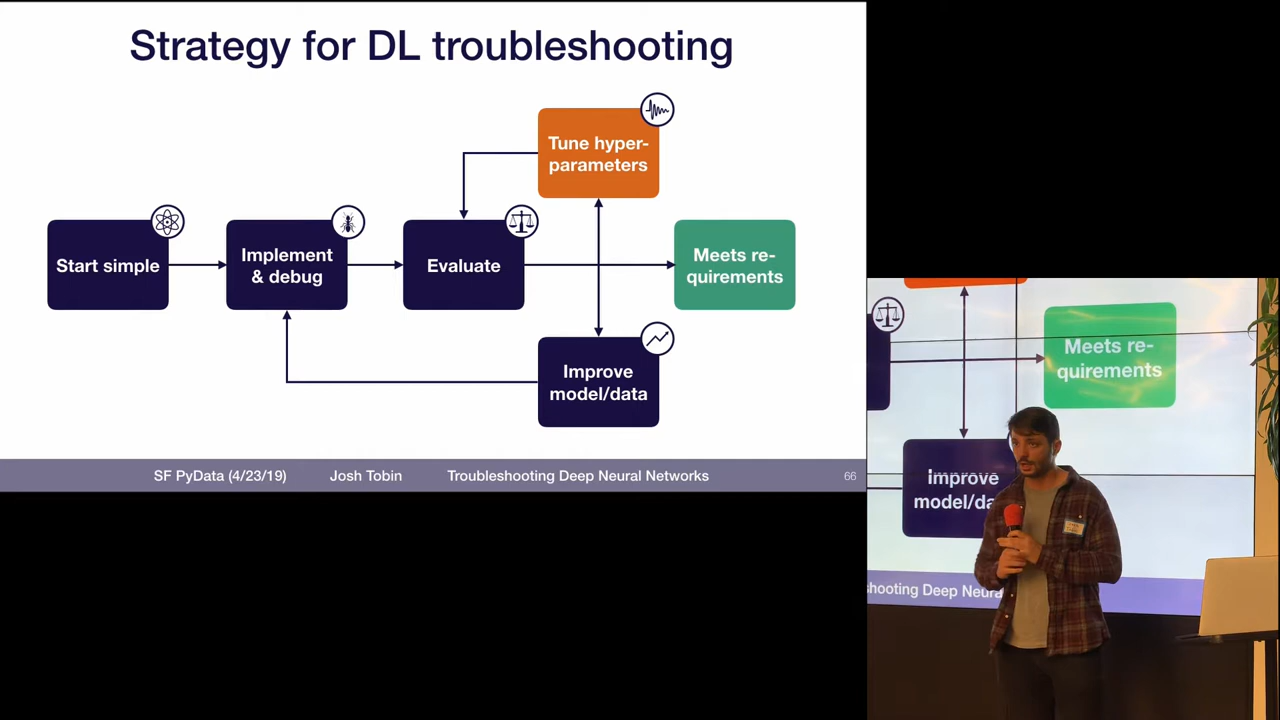 Strategy for DL troubleshooting
Tune hyper-
parameters
Start simple
Implement
& debug
Evaluate
Meets re-
quirements
Improve
model/data
SF PyData (4/23/19)
Josh Tobin
Troubleshooting Deep Neural Networks
66
Meets re-
quirements
Improve
model/da
shooting Deep Neura